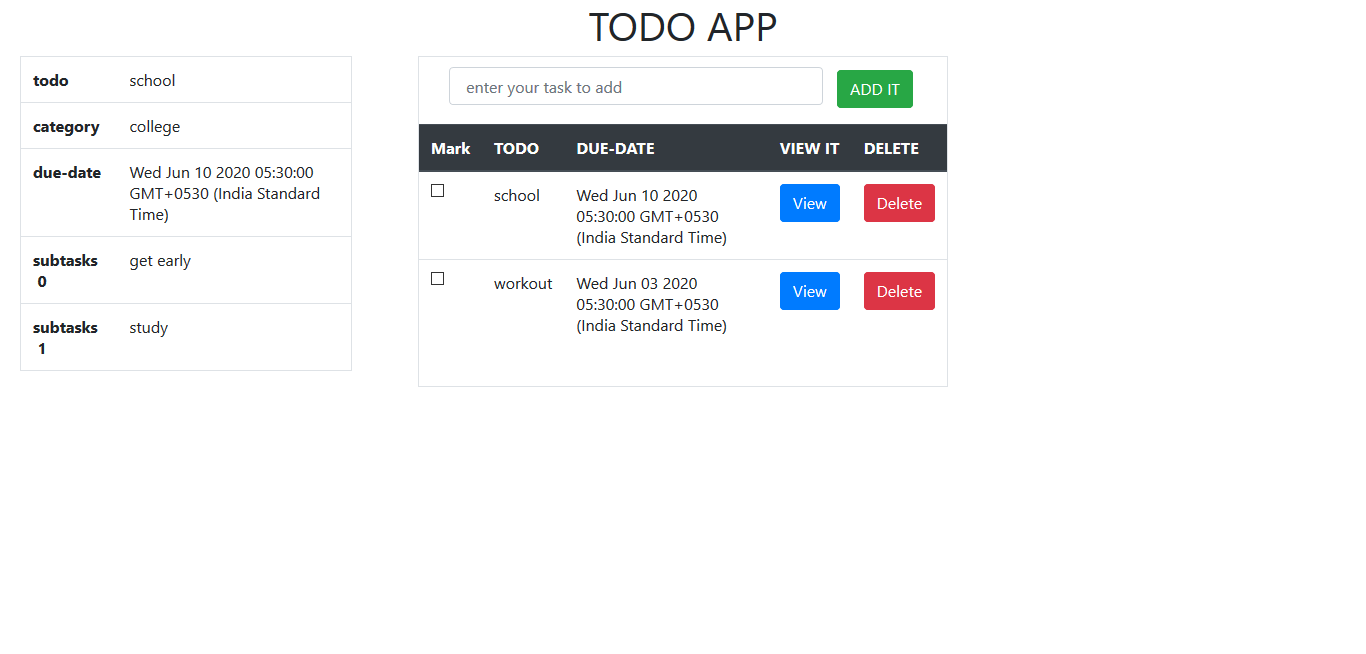 TODO APP
todo school
category college
due-date Wed Jun 10 2020 05:30:00
GMT+0530 (India Standard
Time)
subtasks get early
0
subtasks study
1
enter your task to add ADD IT
Mark TODO DUE-DATE VIEW IT DELETE
school Wed Jun 10 2020 View Delete
05:30:00 GMT+0530
(India Standard Time)
workout Wed Jun 03 2020 View Delete
05:30:00 GMT+0530
(India Standard Time)